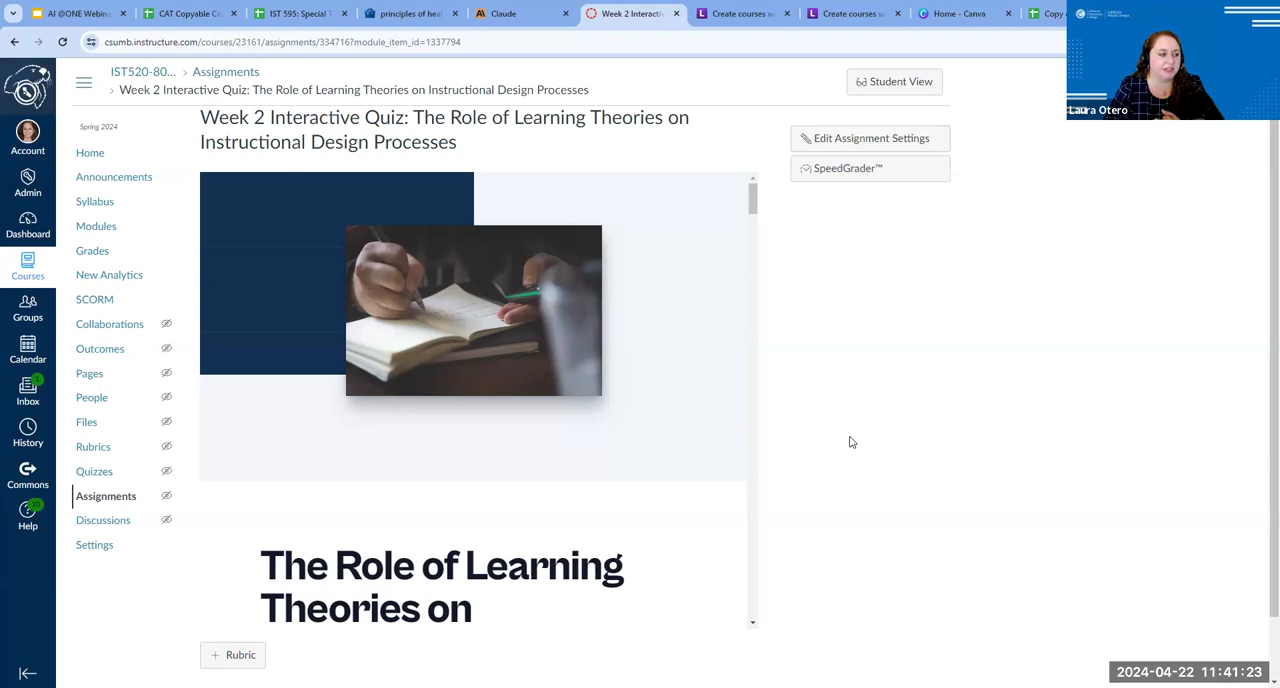 AI @ONE Webina
CAT Copyable Co
IST 595: Special T
Principles of heal
Claude
Week 2 Interactiv
Create courses w
Create courses w
Home - Canva
Copy
csumb.instructure.com/courses/23161/assignments/334716?module_item_id=1337794
IST520-80... › Assignments
› Week 2 Interactive Quiz: The Role of Learning Theories on Instructional Design Processes
Student View
Laura Otero
Week 2 Interactive Quiz: The Role of Learning Theories on
Instructional Design Processes
Edit Assignment Settings
SpeedGrader™
Account
Admin
Dashboard
Courses
Groups
Calendar
1
Inbox
History
Commons
10
Help
Spring 2024
Home
Announcements
Syllabus
Modules
Grades
New Analytics
SCORM
Collaborations
Outcomes
Pages
People
Files
Rubrics
Quizzes
Assignments
Discussions
Settings
The Role of Learning
Theories on
+ Rubric
2024-04-22 11:41:23